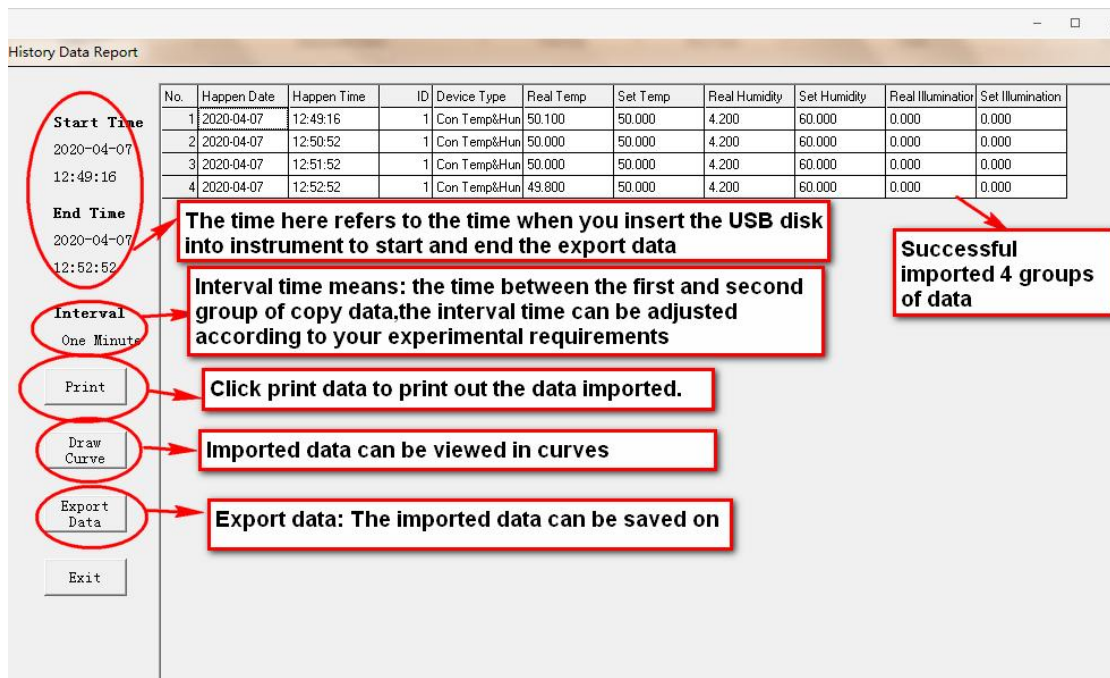 History Data Report
No. Happen Date Happen Time ID Device Type Real Temp Set Temp Real Humidity Set Humidity Real Illumination Set Illumination
1 2020-04-07 12:49:16 1 Con Temp&Hun 50.100 50.000 4.200 60.000 0.000 0.000
2 2020-04-07 12:50:52 1 Con Temp&Hun 50.000 50.000 4.200 60.000 0.000 0.000
3 2020-04-07 12:51:52 1 Con Temp&Hun 50.000 50.000 4.200 60.000 0.000 0.000
4 2020-04-07 12:52:52 1 Con Temp&Hun 49.800 50.000 4.200 60.000 0.000 0.000
Start Time
2020-04-07
12:49:16
End Time
2020-04-07
12:52:52
The time here refers to the time when you insert the USB disk
into instrument to start and end the export data
Successful
imported 4 groups
of data
Interval
One Minute
Interval time means: the time between the first and second
group of copy data,the interval time can be adjusted
according to your experimental requirements
Print
Click print data to print out the data imported.
Draw
Curve
Imported data can be viewed in curves
Export
Data
Export data: The imported data can be saved on
Exit